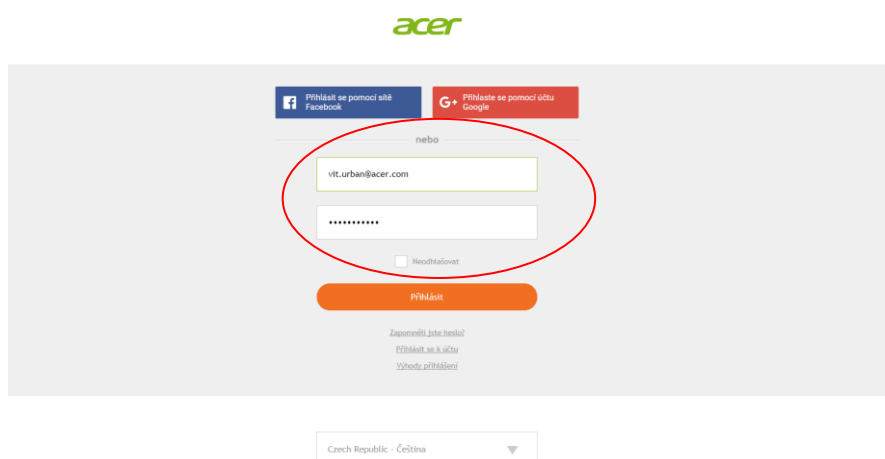 acer
Přihlásit se pomocí sítě
Facebook
G+ Přihlaste se pomocí účtu
Google
nebo
vit.urban@acer.com
•••••••••••
Neodhlašovat
Přihlásit
Zapomněli jste heslo?
Přihlásit se k účtu
Výhody přihlášení
Czech Republic - Čeština